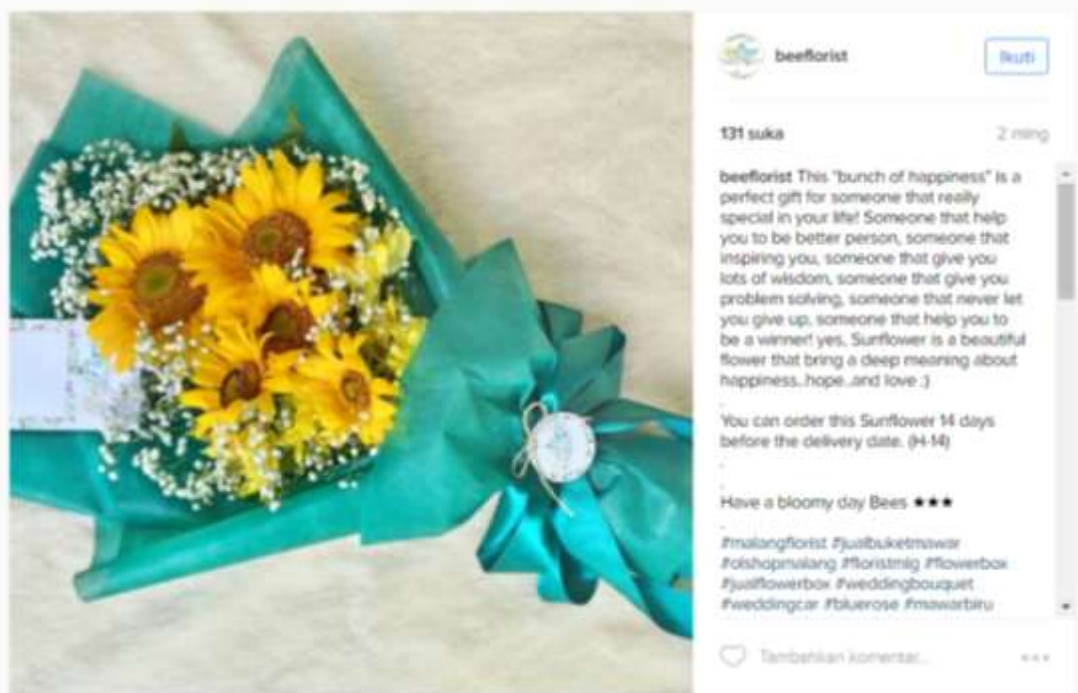 beeflorist
Ikuti
131 suka
2 ming
beeflorist This "bunch of happiness" Is a
perfect gift for someone that really
special in your life! Someone that help
you to be better person, someone that
inspiring you, someone that give you
lots of wisdom, someone that give you
problem solving, someone that never let
you give up, someone that help you to
be a winner! yes, Sunflower is a beautiful
flower that bring a deep meaning about
happiness..hope..and love :)
.
You can order this Sunflower 14 days
before the delivery date. (H-14)
.
.
Have a bloomy day Bees ★★★
.
#malangflorist #jualbuketmawar
#olshopmalang #floristmlg #flowerbox
#jualflowerbox #weddingbouquet
#weddingcar #bluerose #mawarbiru
Tambahkan komentar...